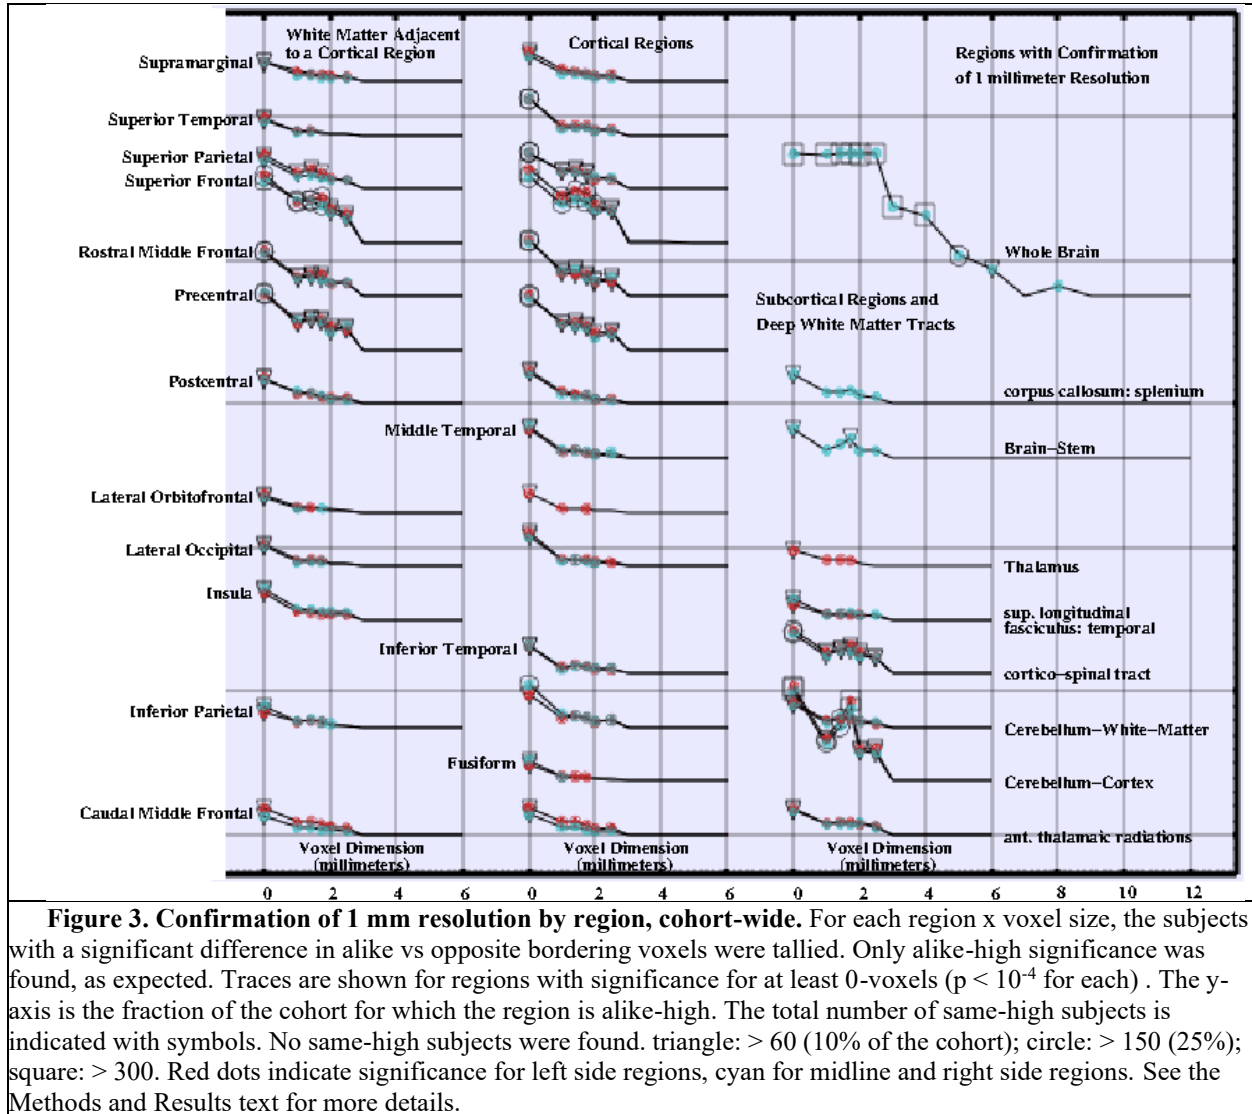 White Matter Adjacent
to a Cortical Region
Cortical Regions
Regions with Confirmation
of 1 millimeter Resolution
Supramarginal
Superior Temporal
Superior Parietal
Superior Frontal
Rostral Middle Frontal
Whole Brain
Precentral
Subcortical Regions and
Deep White Matter Tracts
Postcentral
corpus callosum: splenium
Middle Temporal
Brain-Stem
Lateral Orbitofrontal
Lateral Occipital
Thalamus
Insula
sup. longitudinal
fasciculus: temporal
Inferior Temporal
cortico-spinal tract
Inferior Parietal
Cerebellum-White-Matter
Fusiform
Cerebellum-Cortex
Caudal Middle Frontal
ant. thalamaic radiations
Voxel Dimension
(millimeters)
Voxel Dimension
(millimeters)
Voxel Dimension
(millimeters)
0 2 4 6 0 2 4 6 0 2 4 6 8 10 12
Figure 3. Confirmation of 1 mm resolution by region, cohort-wide. For each region x voxel size, the subjects
with a significant difference in alike vs opposite bordering voxels were tallied. Only alike-high significance was
found, as expected. Traces are shown for regions with significance for at least 0-voxels (p < 10⁻⁴ for each) . The y-
axis is the fraction of the cohort for which the region is alike-high. The total number of same-high subjects is
indicated with symbols. No same-high subjects were found. triangle: > 60 (10% of the cohort); circle: > 150 (25%);
square: > 300. Red dots indicate significance for left side regions, cyan for midline and right side regions. See the
Methods and Results text for more details.